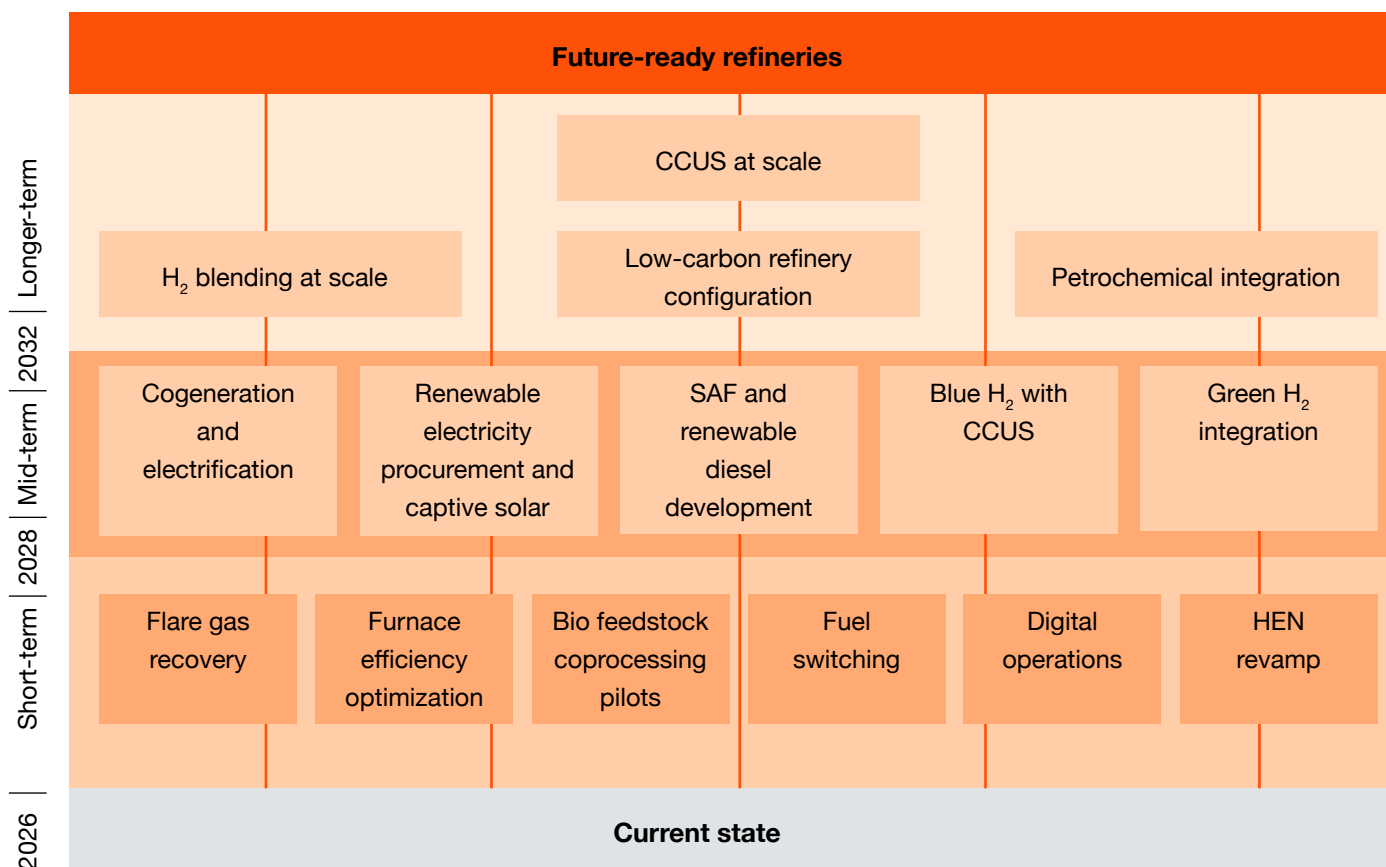 Future-ready refineries
CCUS at scale
H₂ blending at scale
Low-carbon refinery
configuration
Petrochemical integration
Cogeneration
and
electrification
Renewable
electricity
procurement and
captive solar
SAF and
renewable
diesel
development
Blue H₂ with
CCUS
Green H₂
integration
Flare gas
recovery
Furnace
efficiency
optimization
Bio feedstock
coprocessing
pilots
Fuel
switching
Digital
operations
HEN
revamp
Current state
2026 | Short-term | 2028 | Mid-term | 2032 | Longer-term